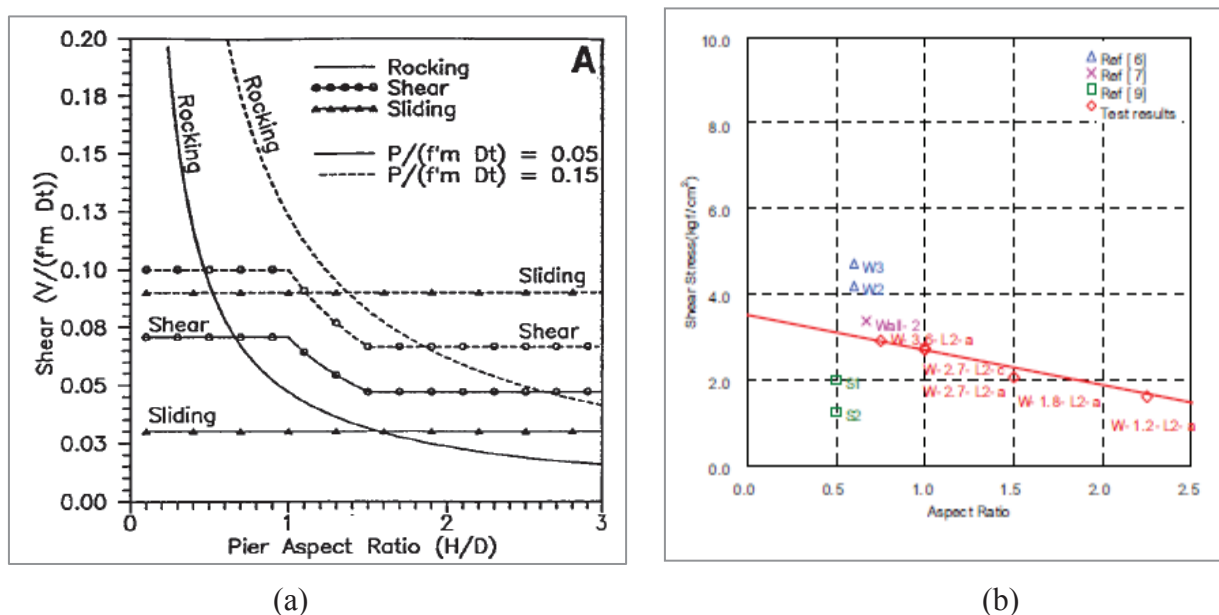 0.20
0.18
0.15
0.13
0.10
0.08
0.05
0.03
0.00
Shear (V/(f'm Dt))
0
1
2
3
Pier Aspect Ratio (H/D)
A
Rocking
Shear
Sliding
P/(f'm Dt) = 0.05
P/(f'm Dt) = 0.15
Rocking
Rocking
Sliding
Shear
Shear
Sliding
(a)
10.0
8.0
6.0
4.0
2.0
0.0
Shear Stress(kgf/cm²)
0.0
0.5
1.0
1.5
2.0
2.5
Aspect Ratio
Ref [6]
Ref [7]
Ref [9]
Test results
W3
W2
Wall-2
W-3.6-L2-a
W-2.7-L2-c
W-2.7-L2-a
W-1.8-L2-a
W-1.2-L2-a
S1
S2
(b)